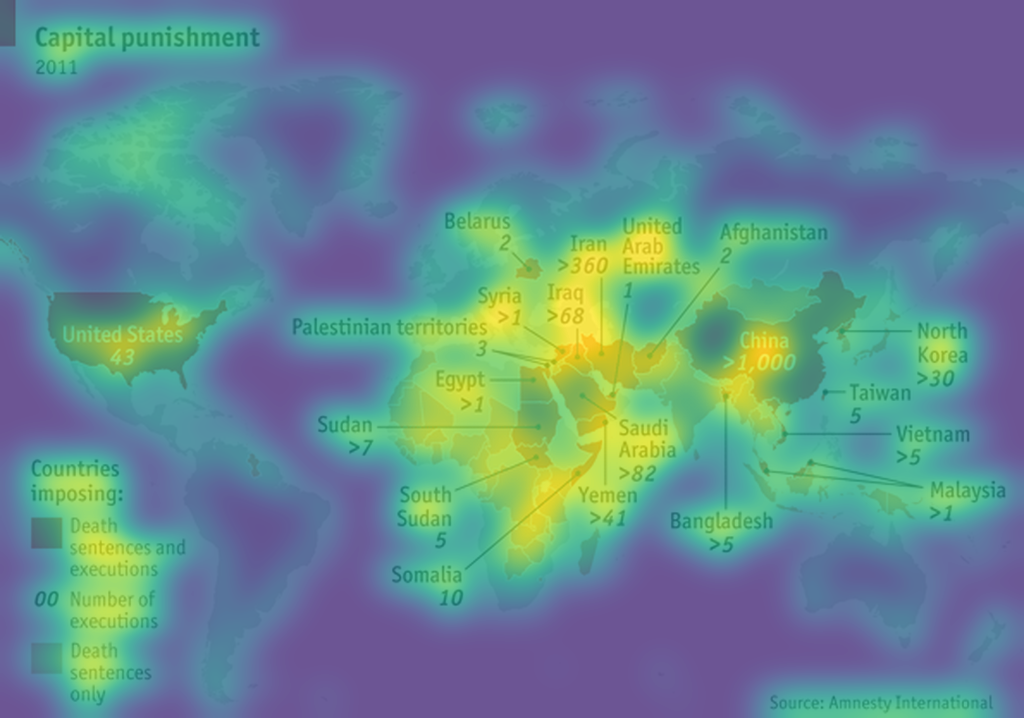 Capital punishment
2011
Belarus
2
Iran
>360
United
Arab
Emirates
1
Afghanistan
2
Syria
>1
Iraq
>68
Palestinian territories
3
United States
43
China
>1,000
North
Korea
>30
Egypt
>1
Taiwan
5
Sudan
>7
Saudi
Arabia
>82
Vietnam
>5
South
Sudan
5
Yemen
>41
Malaysia
>1
Bangladesh
>5
Somalia
10
Countries
imposing:
Death
sentences and
executions
00 Number of
executions
Death
sentences
only
Source: Amnesty International